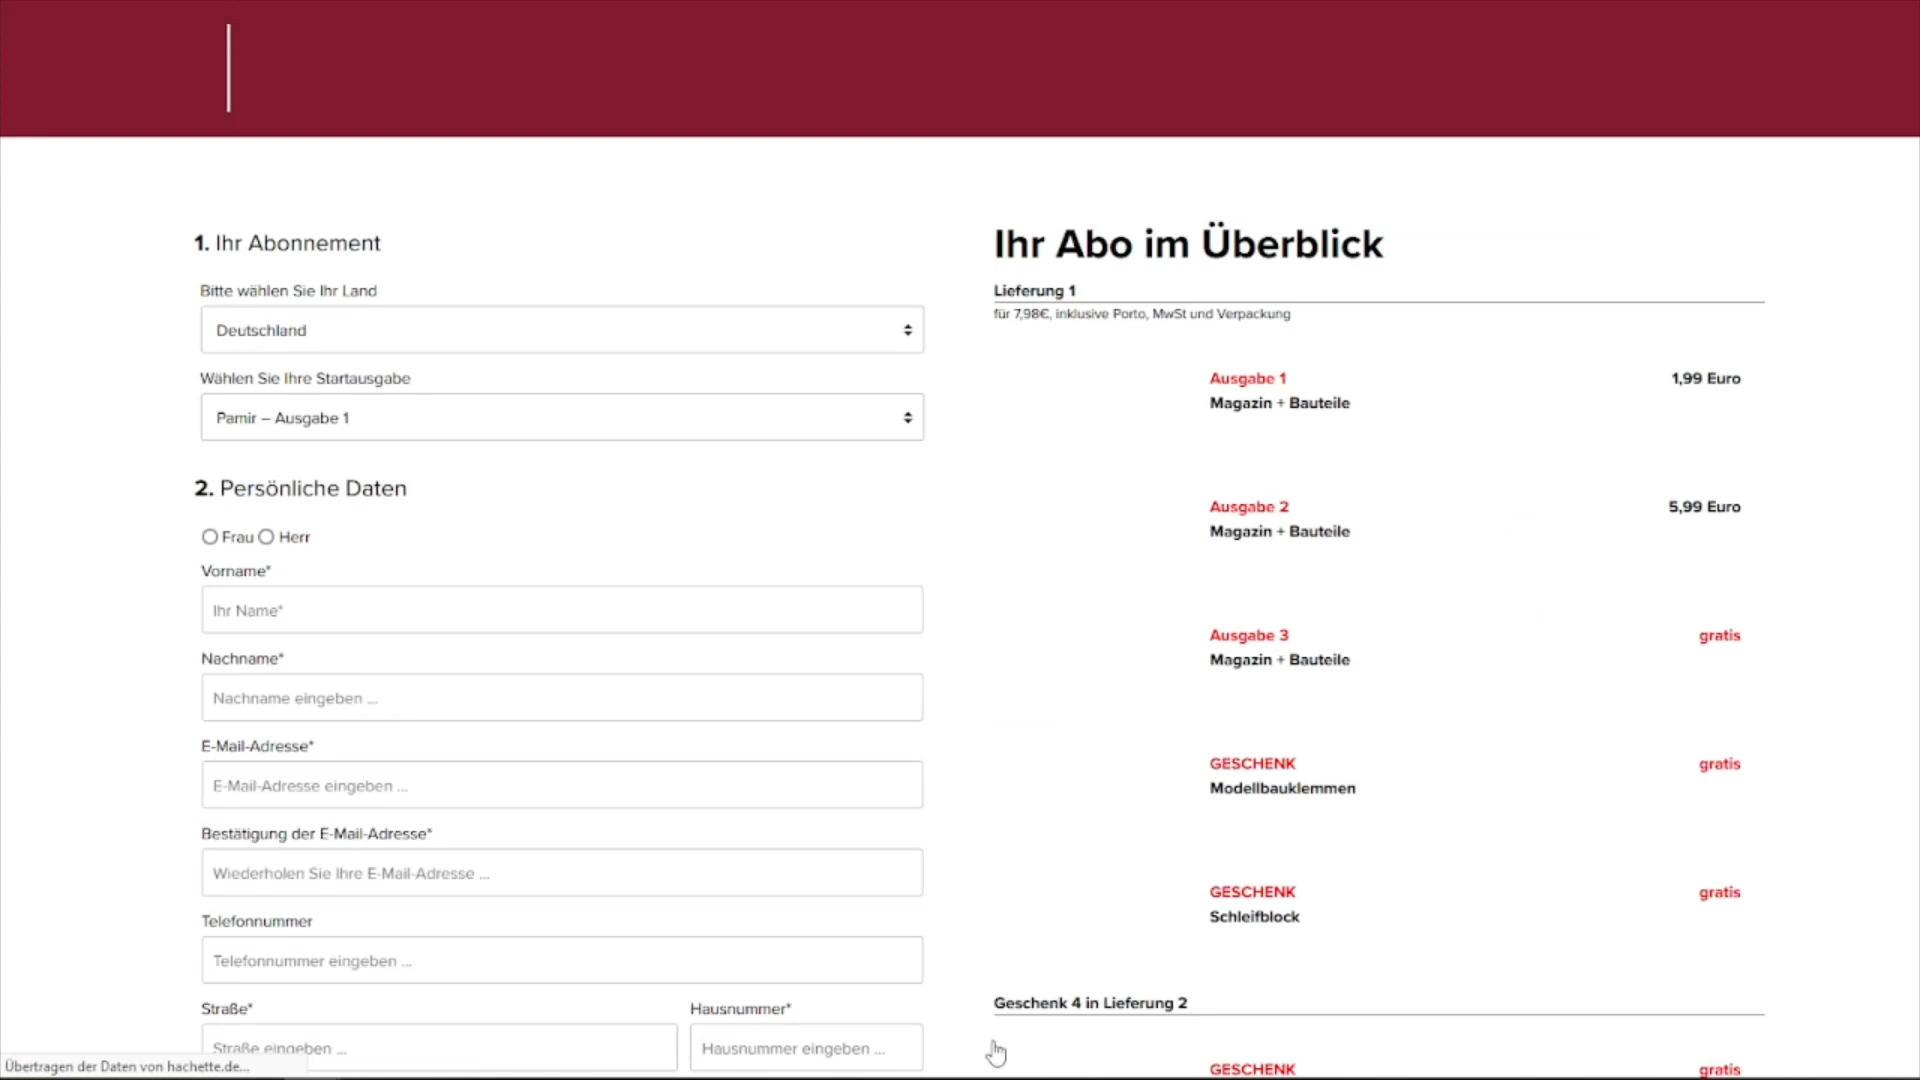 1. Ihr Abonnement
Bitte wählen Sie Ihr Land
Deutschland
Wählen Sie Ihre Startausgabe
Pamir – Ausgabe 1
2. Persönliche Daten
Frau Herr
Vorname*
Ihr Name*
Nachname*
Nachname eingeben ...
E-Mail-Adresse*
E-Mail-Adresse eingeben ...
Bestätigung der E-Mail-Adresse*
Wiederholen Sie Ihre E-Mail-Adresse ...
Telefonnummer
Telefonnummer eingeben ...
Straße* Hausnummer*
Straße eingeben ... Hausnummer eingeben ...
Übertragen der Daten von hachette.de...
Ihr Abo im Überblick
Lieferung 1
für 7,98€, inklusive Porto, MwSt und Verpackung
Ausgabe 1 1,99 Euro
Magazin + Bauteile
Ausgabe 2 5,99 Euro
Magazin + Bauteile
Ausgabe 3 gratis
Magazin + Bauteile
GESCHENK gratis
Modellbauklemmen
GESCHENK gratis
Schleifblock
Geschenk 4 in Lieferung 2
GESCHENK gratis